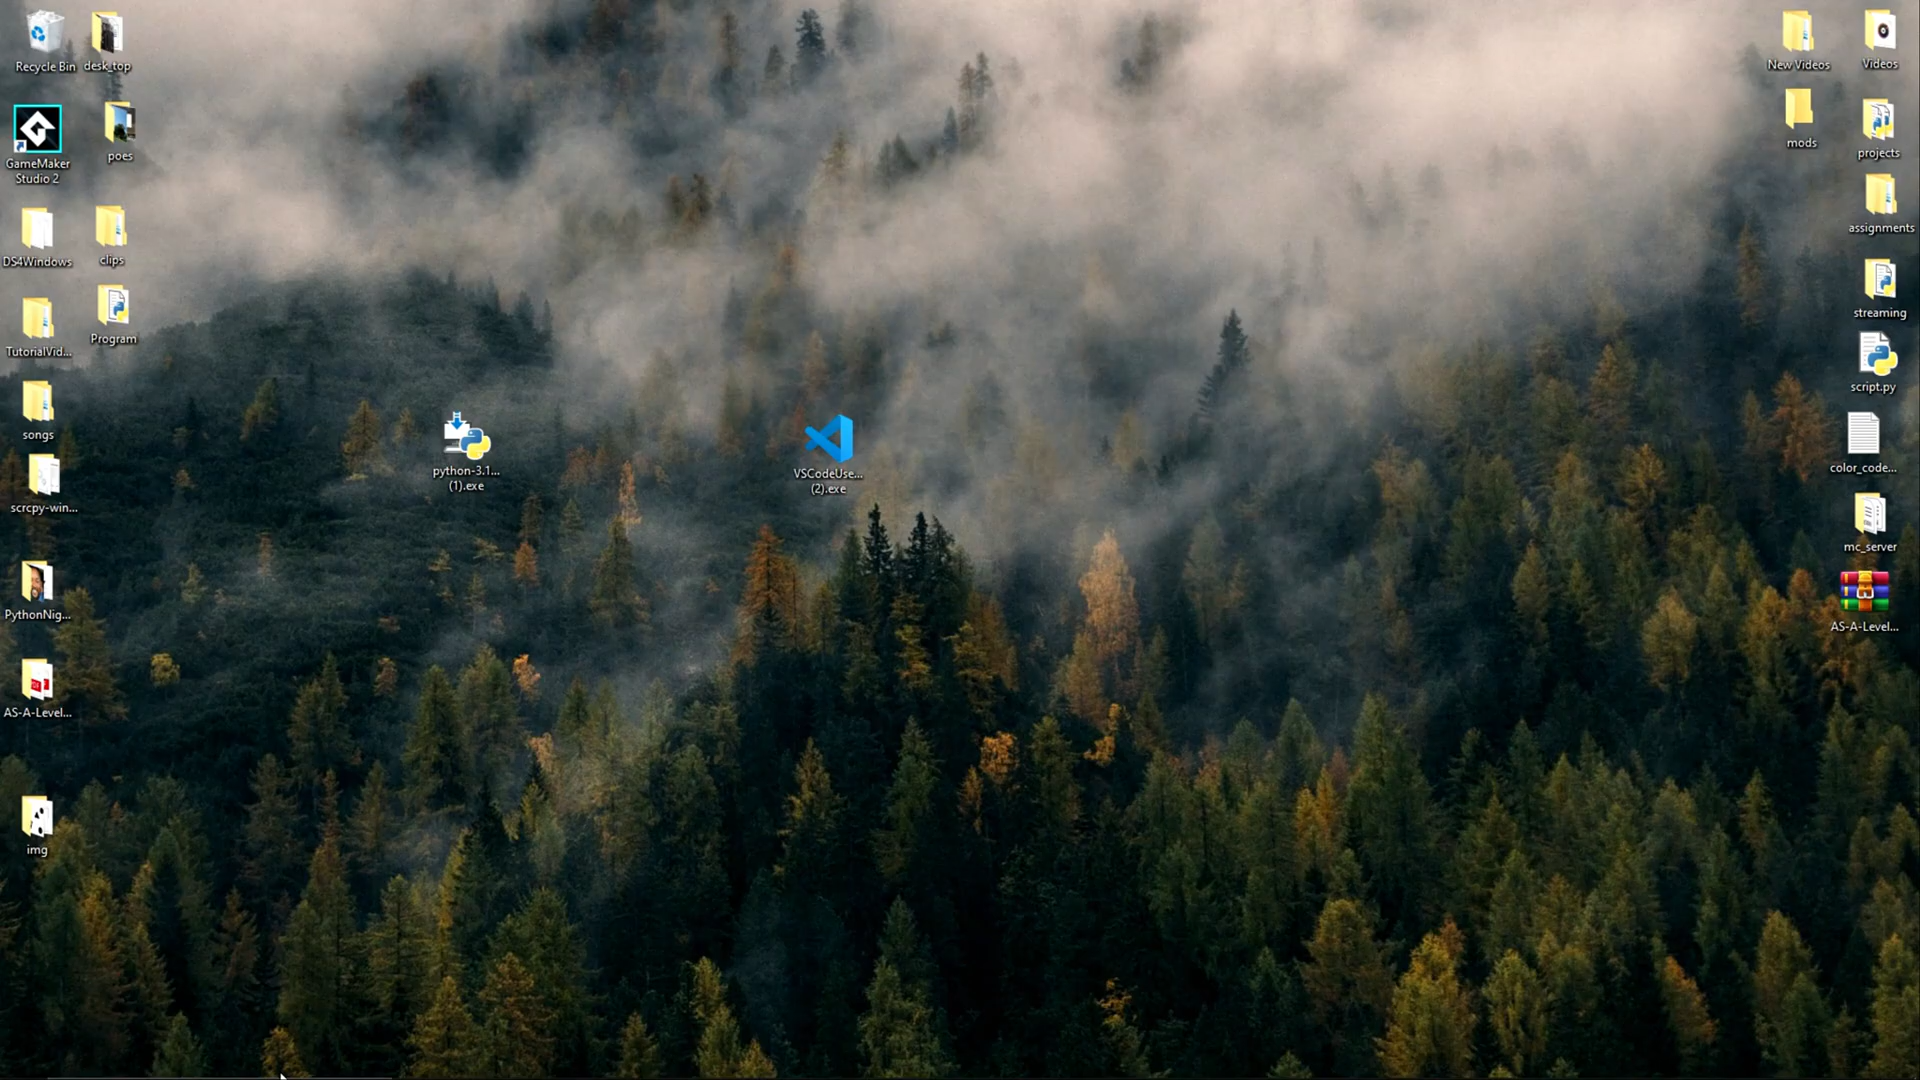 Recycle Bin
desk_top
GameMaker
Studio 2
poes
DS4Windows
clips
TutorialVid...
Program
songs
scrcpy-win...
PythonNig...
AS-A-Level...
img
python-3.1...
(1).exe
VSCodeUse...
(2).exe
New Videos
Videos
mods
projects
assignments
streaming
script.py
color_code...
mc_server
AS-A-Level...